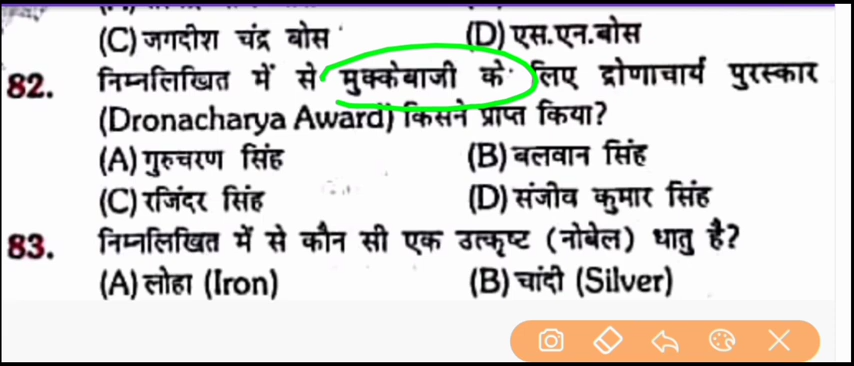 (C) जगदीश चंद्र बोस (D) एस.एन.बोस
82. निम्नलिखित में से मुक्केबाजी के लिए द्रोणाचार्य पुरस्कार
(Dronacharya Award) किसने प्राप्त किया?
(A) गुरुचरण सिंह (B) बलवान सिंह
(C) रजिंदर सिंह (D) संजीव कुमार सिंह
83. निम्नलिखित में से कौन सी एक उत्कृष्ट (नोबेल) धातु है?
(A) लोहा (Iron) (B) चांदी (Silver)